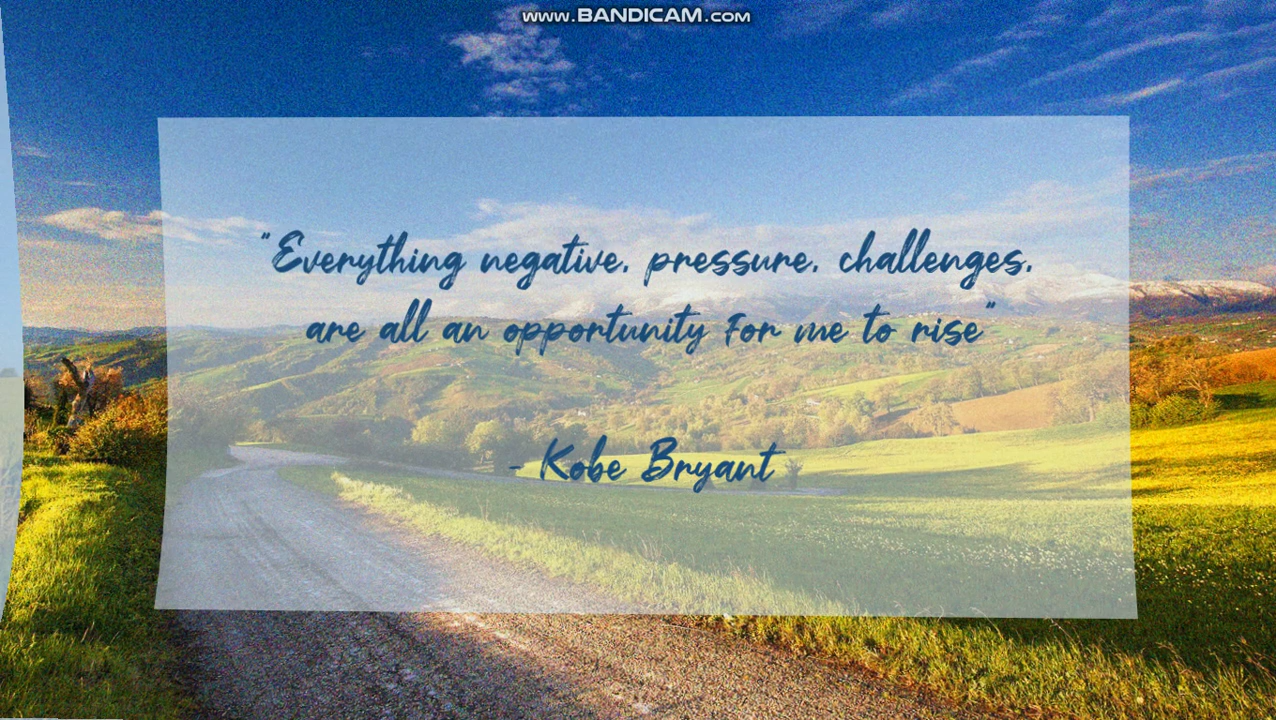 www.BANDICAM.com
"Everything negative, pressure, challenges,
are all an opportunity For me to rise"
- Kobe Bryant